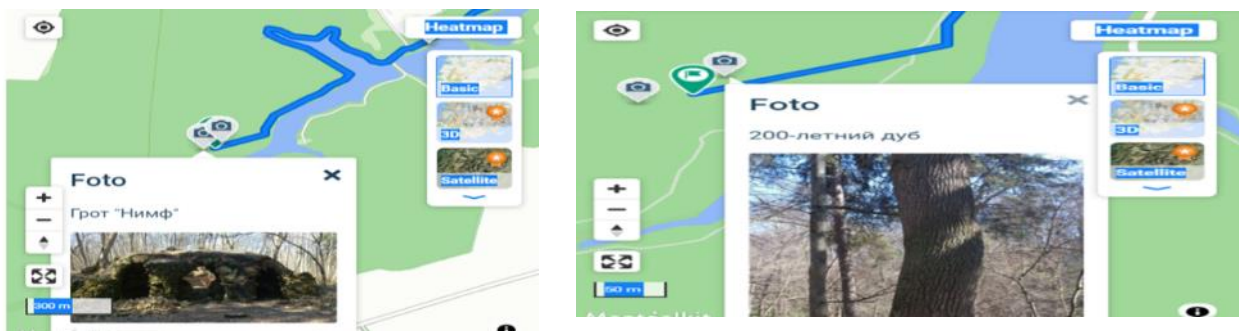 Heatmap
Basic
3D
Satellite
Foto
Грот "Нимф"
300 m
Heatmap
Basic
3D
Satellite
Foto
200-летний дуб
50 m